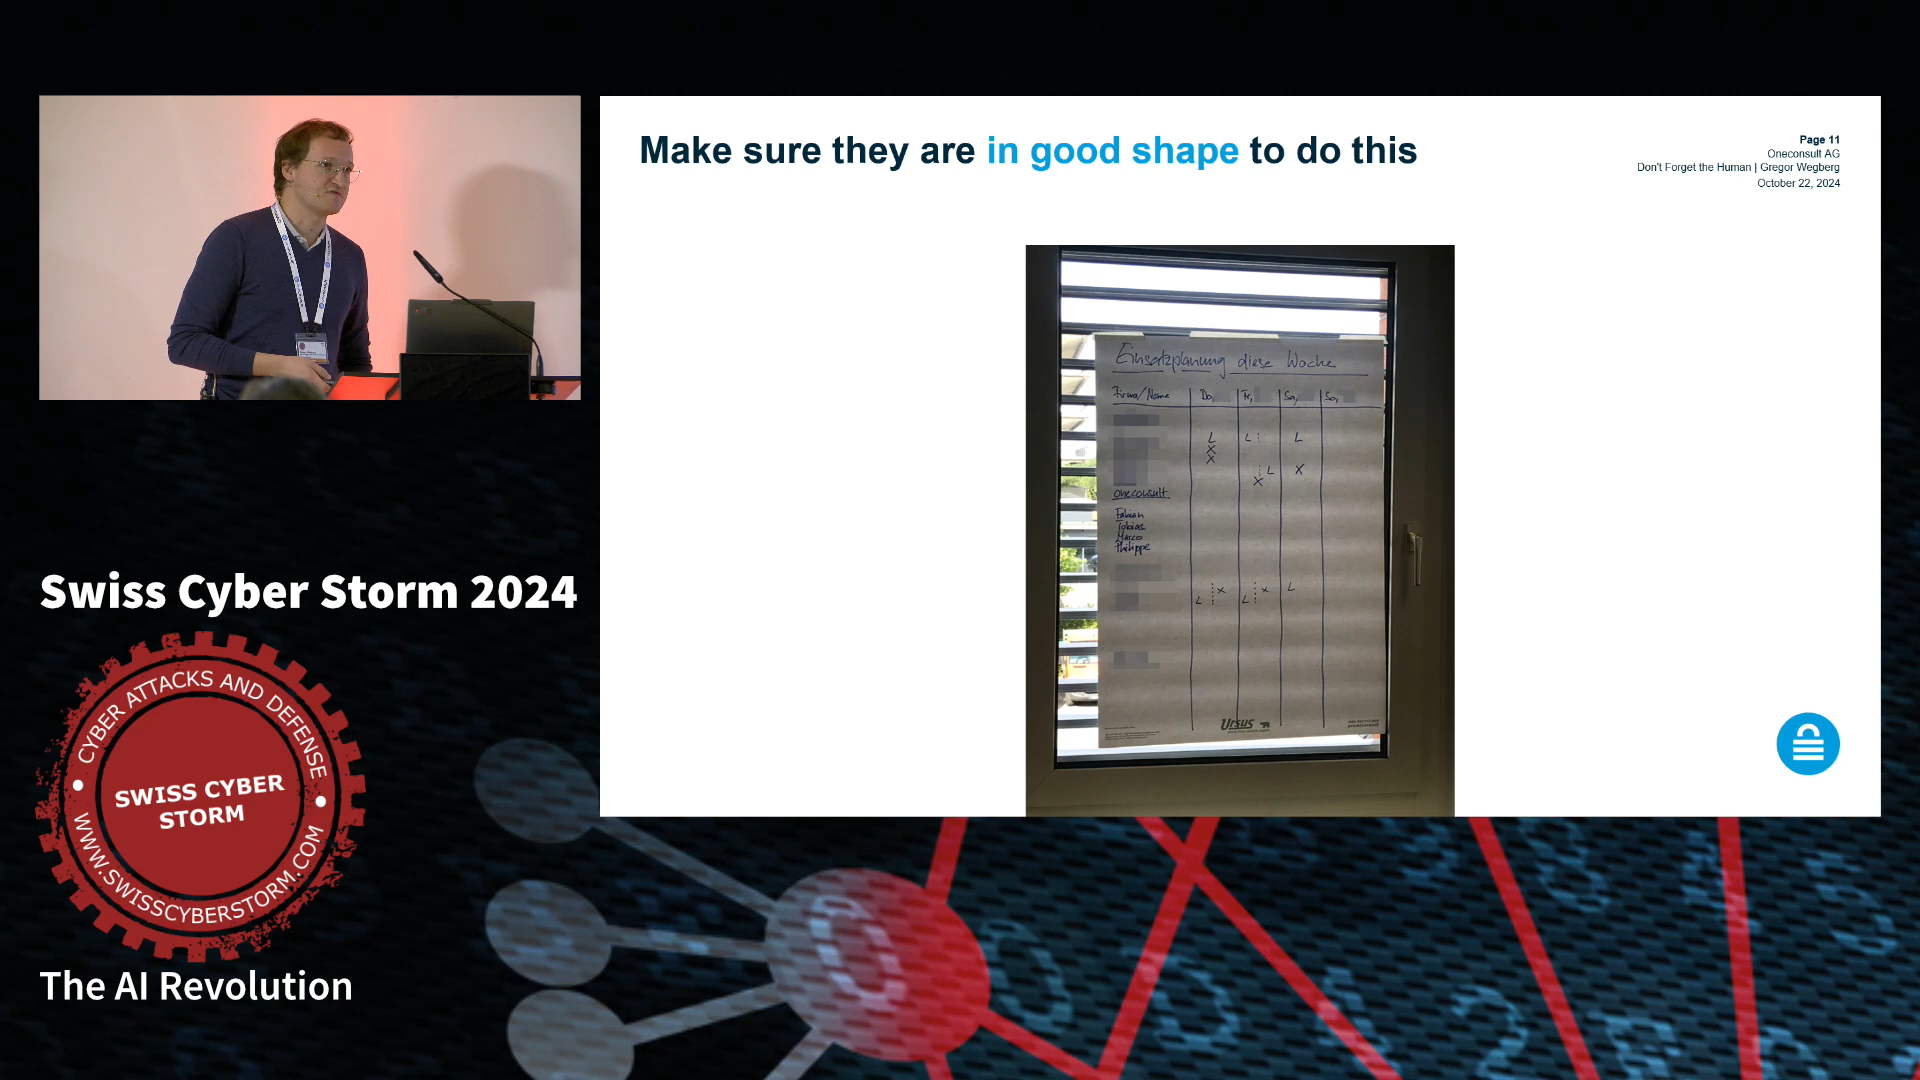 Make sure they are in good shape to do this
Page 11
Oneconsult AG
Don't Forget the Human | Gregor Wegberg
October 22, 2024
Einsatzplanung diese Woche
Firma/Name Do, Fr, Sa, So,
L L L
X
X
L X
X
oneconsult
Fabian
Tobias
Marco
Philippe
X X L
L L
Ursus
Swiss Cyber Storm 2024
CYBER ATTACKS AND DEFENSE
SWISS CYBER
STORM
WWW.SWISSCYBERSTORM.COM
The AI Revolution